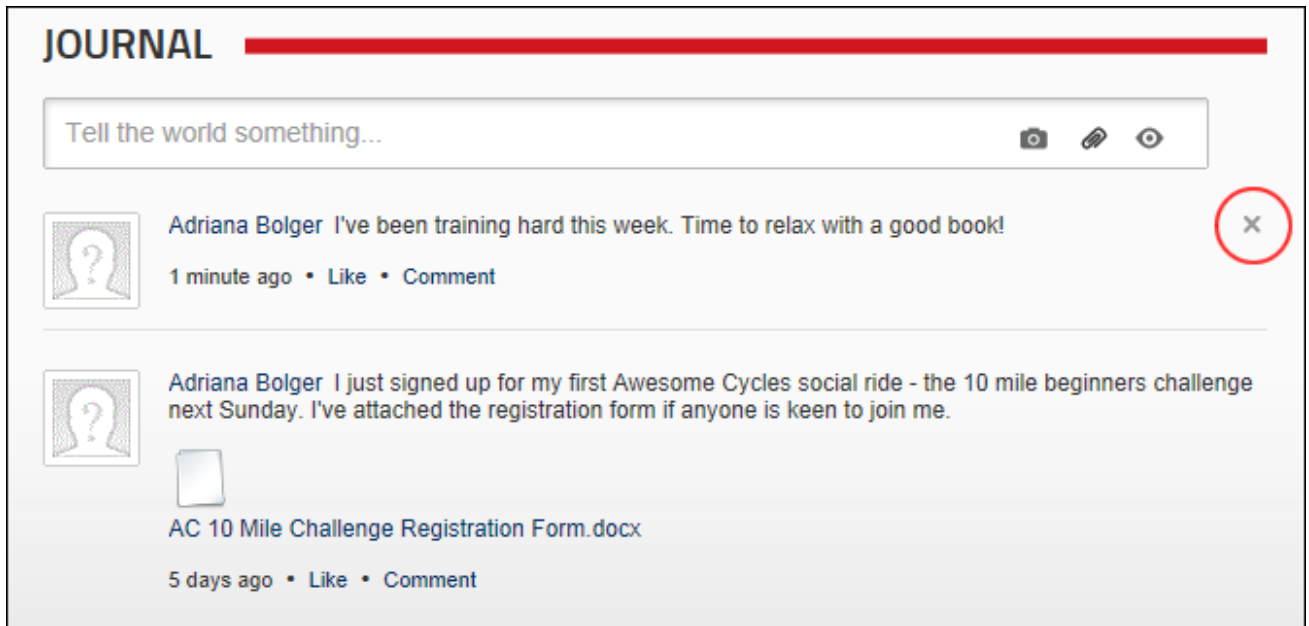 JOURNAL
Tell the world something...
Adriana Bolger I've been training hard this week. Time to relax with a good book!
1 minute ago • Like • Comment
Adriana Bolger I just signed up for my first Awesome Cycles social ride - the 10 mile beginners challenge
next Sunday. I've attached the registration form if anyone is keen to join me.
AC 10 Mile Challenge Registration Form.docx
5 days ago • Like • Comment